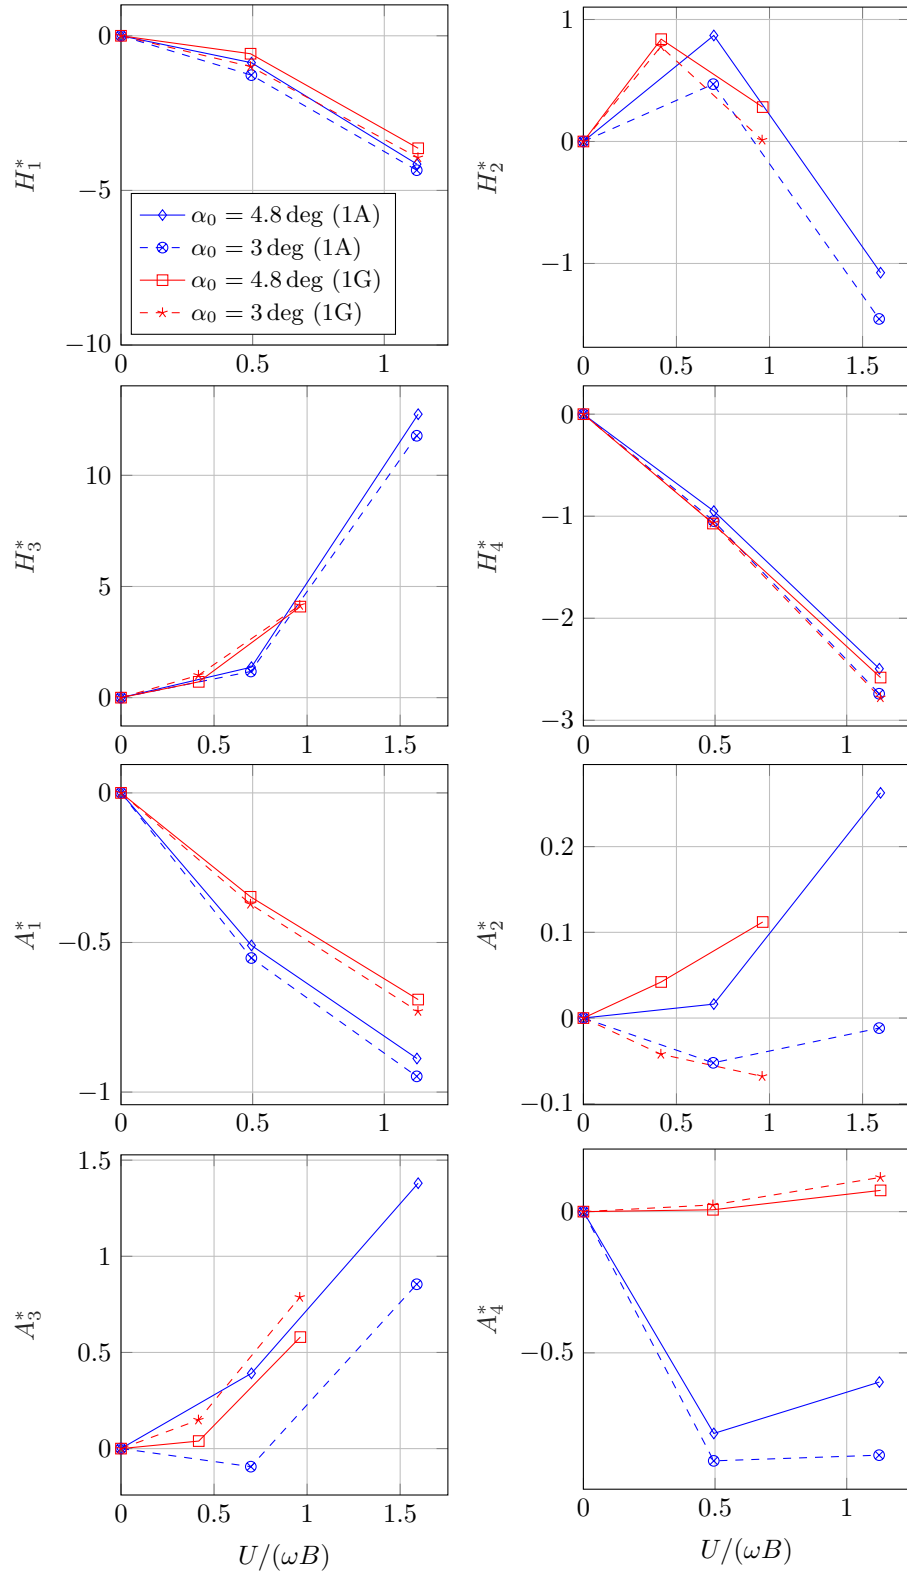 0
−5
−10
H₁*
0 0.5 1
α₀ = 4.8 deg (1A)
α₀ = 3 deg (1A)
α₀ = 4.8 deg (1G)
α₀ = 3 deg (1G)
1
0
−1
H₂*
0 0.5 1 1.5
10
5
0
H₃*
0 0.5 1 1.5
0
−1
−2
−3
H₄*
0 0.5 1
0
−0.5
−1
A₁*
0 0.5 1
0.2
0.1
0
−0.1
A₂*
0 0.5 1 1.5
1.5
1
0.5
0
A₃*
0 0.5 1 1.5
U/(ωB)
0
−0.5
A₄*
0 0.5 1
U/(ωB)